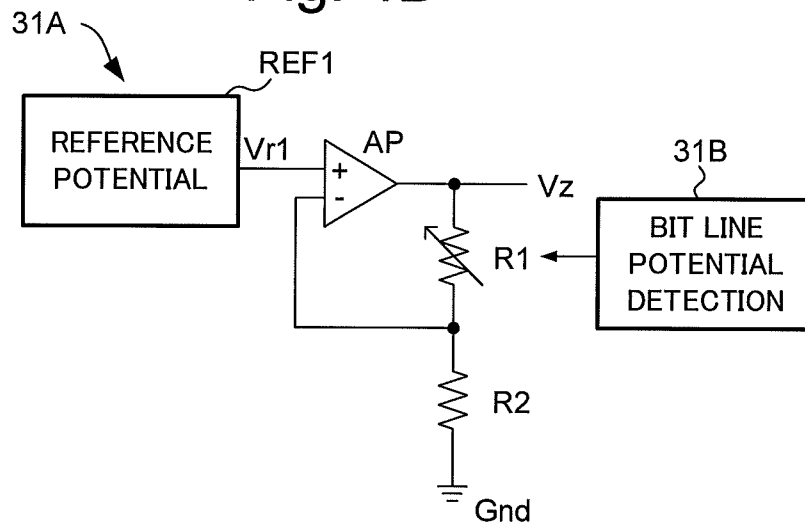 31A
REF1
REFERENCE
POTENTIAL
Vr1
AP
+
-
Vz
31B
BIT LINE
POTENTIAL
DETECTION
R1
R2
Gnd